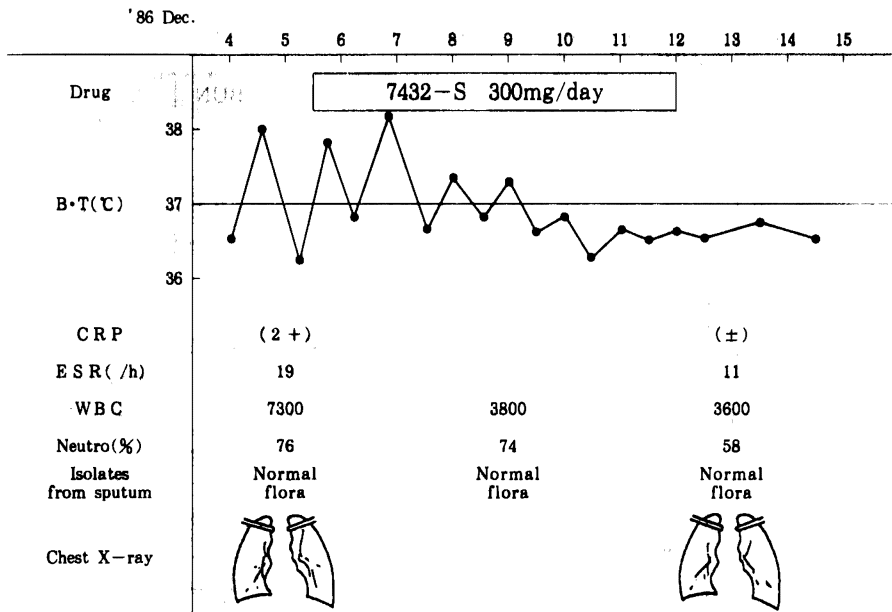 '86 Dec.
4 5 6 7 8 9 10 11 12 13 14 15
Drug 7432-S 300mg/day
38
B・T(℃) 37
36
CRP (2+) (±)
ESR(/h) 19 11
WBC 7300 3800 3600
Neutro(%) 76 74 58
Isolates Normal Normal Normal
from sputum flora flora flora
Chest X-ray